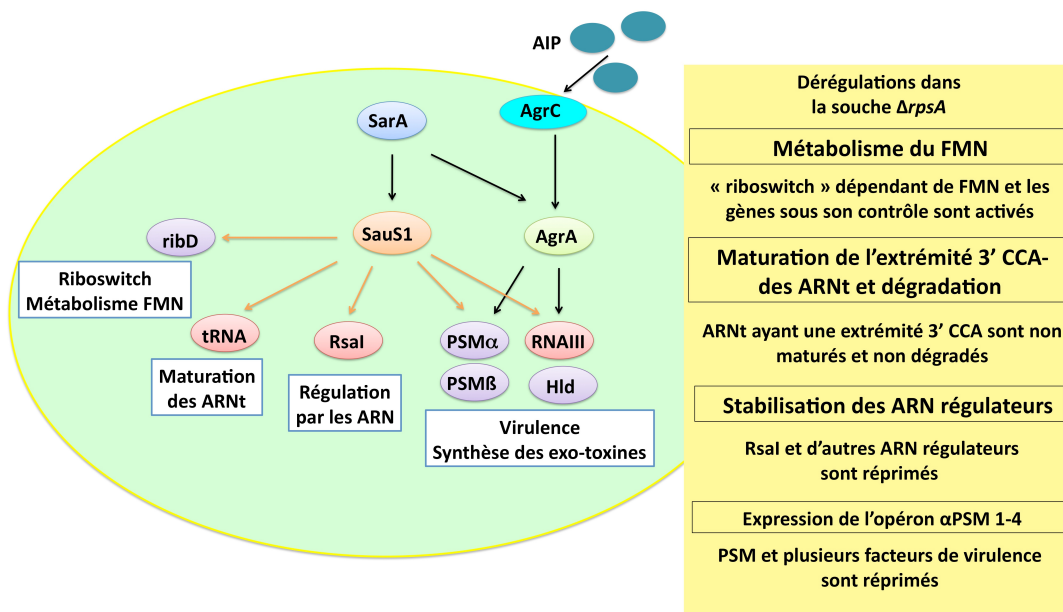 AIP
AgrC
SarA
SauS1
AgrA
ribD
Riboswitch
Métabolisme FMN
tRNA
Maturation
des ARNt
RsaI
Régulation
par les ARN
PSMα
RNAIII
PSMß
Hld
Virulence
Synthèse des exo-toxines
Dérégulations dans
la souche ΔrpsA
Métabolisme du FMN
« riboswitch » dépendant de FMN et les
gènes sous son contrôle sont activés
Maturation de l’extrémité 3’ CCA-
des ARNt et dégradation
ARNt ayant une extrémité 3’ CCA sont non
maturés et non dégradés
Stabilisation des ARN régulateurs
RsaI et d’autres ARN régulateurs
sont réprimés
Expression de l’opéron αPSM 1-4
PSM et plusieurs facteurs de virulence
sont réprimés